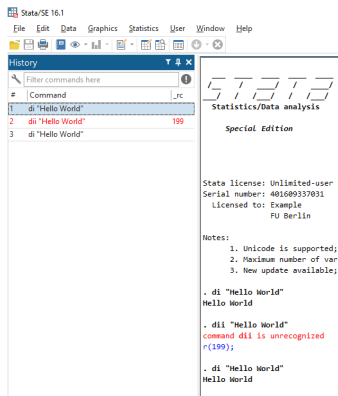 Stata/SE 16.1
File Edit Data Graphics Statistics User Window Help
History
Filter commands here
# Command _rc
1 di "Hello World"
2 dii "Hello World" 199
3 di "Hello World"
Statistics/Data analysis
Special Edition
Stata license: Unlimited-user
Serial number: 401609337031
Licensed to: Example
FU Berlin
Notes:
1. Unicode is supported;
2. Maximum number of var
3. New update available;
. di "Hello World"
Hello World
. dii "Hello World"
command dii is unrecognized
r(199);
. di "Hello World"
Hello World